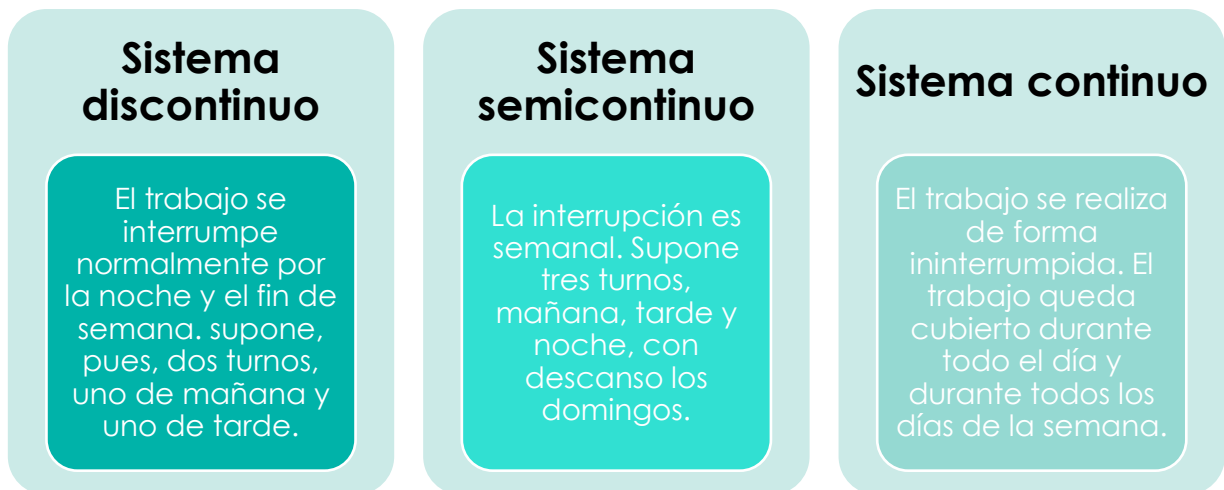 Sistema
discontinuo
El trabajo se
interrumpe
normalmente por
la noche y el fin de
semana. supone,
pues, dos turnos,
uno de mañana y
uno de tarde.
Sistema
semicontinuo
La interrupción es
semanal. Supone
tres turnos,
mañana, tarde y
noche, con
descanso los
domingos.
Sistema continuo
El trabajo se realiza
de forma
ininterrumpida. El
trabajo queda
cubierto durante
todo el día y
durante todos los
días de la semana.